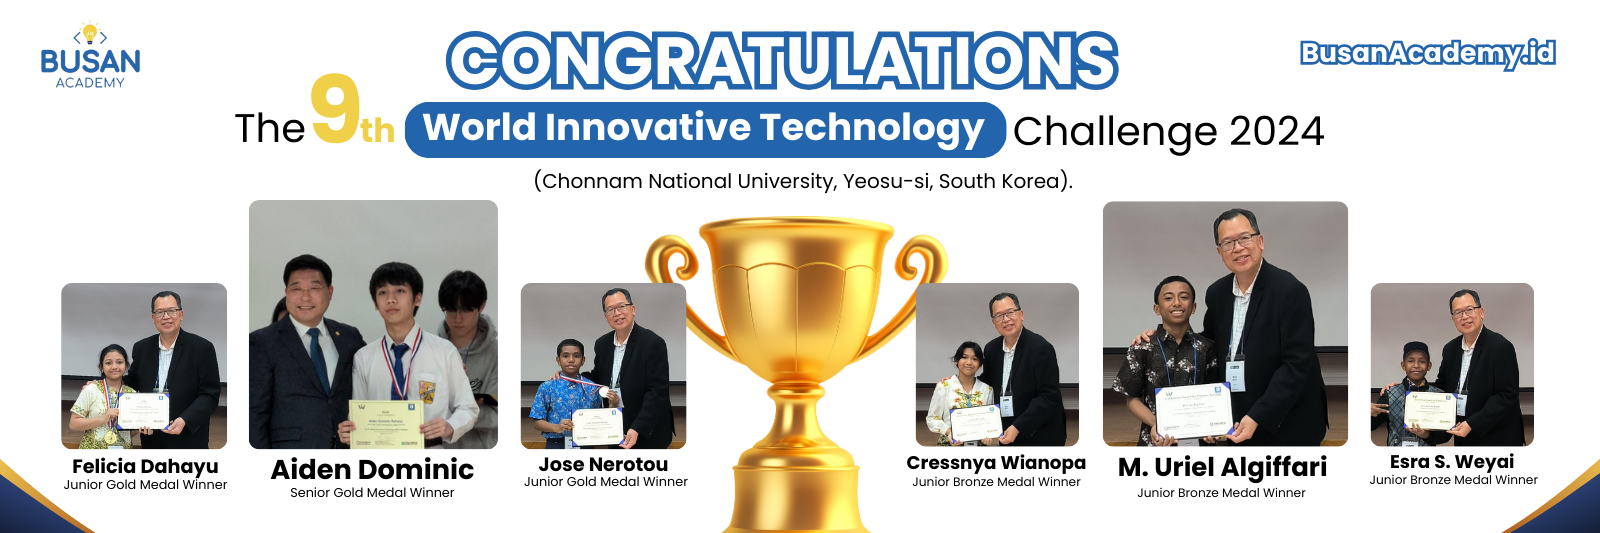 BUSAN
ACADEMY
CONGRATULATIONS
BusanAcademy.id
The 9th World Innovative Technology Challenge 2024
(Chonnam National University, Yeosu-si, South Korea).
Felicia Dahayu
Junior Gold Medal Winner
Aiden Dominic
Senior Gold Medal Winner
Jose Nerotou
Junior Gold Medal Winner
Cressnya Wianopa
Junior Bronze Medal Winner
M. Uriel Algiffari
Junior Bronze Medal Winner
Esra S. Weyai
Junior Bronze Medal Winner